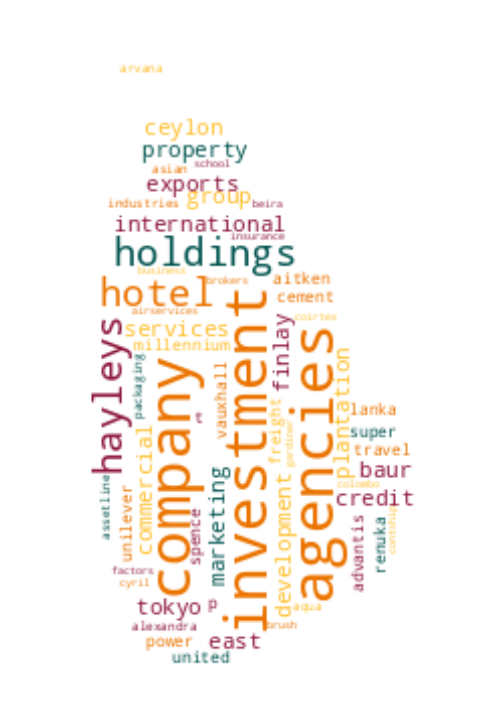 arvana
ceylon
property
school
asian
exports
group
industries
beira
international
insurance
holdings
business
brokers
aitken
hotel
cement
airservices
coirtex
services
millennium
finlay
hayleys
packaging
vauxhall
investment
agencies
company
rt
plantation
lanka
freight
gardiner
super
travel
baur
commercial
marketing
colombo
credit
assetline
unilever
spence
development
advantis
renuka
factors
cyril
tokyo
p
aqua
alexandra
brush
power
east
united